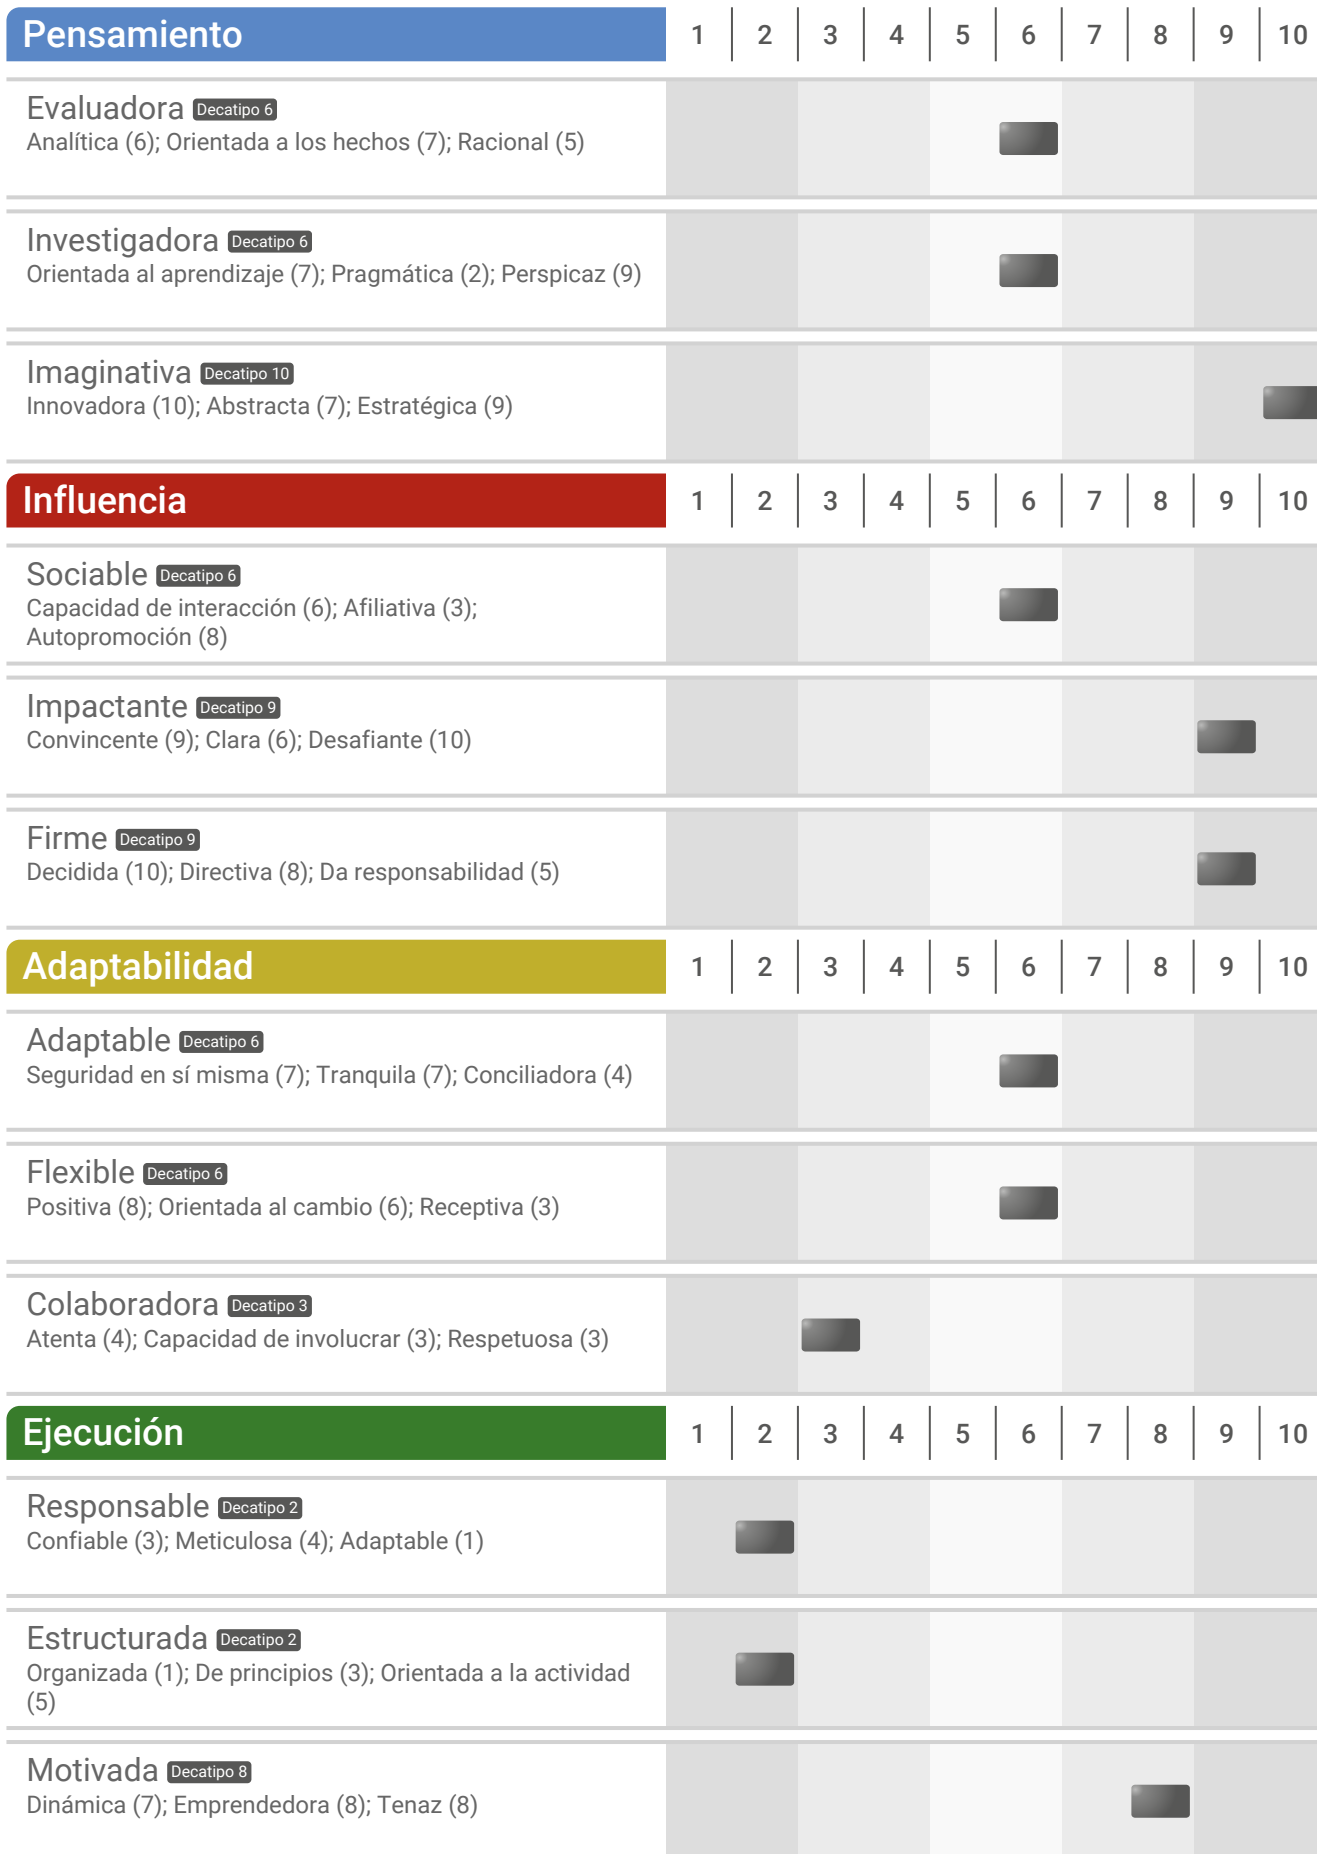 Pensamiento 1 2 3 4 5 6 7 8 9 10
Evaluadora Decatipo 6
Analítica (6); Orientada a los hechos (7); Racional (5)
Investigadora Decatipo 6
Orientada al aprendizaje (7); Pragmática (2); Perspicaz (9)
Imaginativa Decatipo 10
Innovadora (10); Abstracta (7); Estratégica (9)
Influencia 1 2 3 4 5 6 7 8 9 10
Sociable Decatipo 6
Capacidad de interacción (6); Afiliativa (3);
Autopromoción (8)
Impactante Decatipo 9
Convincente (9); Clara (6); Desafiante (10)
Firme Decatipo 9
Decidida (10); Directiva (8); Da responsabilidad (5)
Adaptabilidad 1 2 3 4 5 6 7 8 9 10
Adaptable Decatipo 6
Seguridad en sí misma (7); Tranquila (7); Conciliadora (4)
Flexible Decatipo 6
Positiva (8); Orientada al cambio (6); Receptiva (3)
Colaboradora Decatipo 3
Atenta (4); Capacidad de involucrar (3); Respetuosa (3)
Ejecución 1 2 3 4 5 6 7 8 9 10
Responsable Decatipo 2
Confiable (3); Meticulosa (4); Adaptable (1)
Estructurada Decatipo 2
Organizada (1); De principios (3); Orientada a la actividad
(5)
Motivada Decatipo 8
Dinámica (7); Emprendedora (8); Tenaz (8)